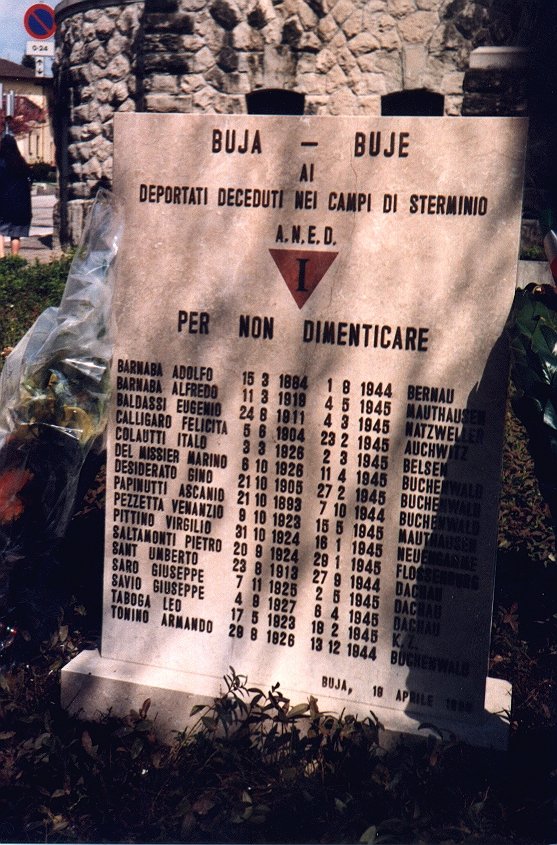 0-24
BUJA — BUJE
AI
DEPORTATI DECEDUTI NEI CAMPI DI STERMINIO
A.N.E.D.
I
PER NON DIMENTICARE
BARNABA ADOLFO 15 3 1884 1 8 1944 BERNAU
BARNABA ALFREDO 11 3 1919 4 5 1945 MAUTHAUSEN
BALDASSI EUGENIO 24 8 1911 4 3 1945 NATZWEILER
CALLIGARO FELICITA 5 6 1904 23 2 1945 AUCHWITZ
COLAUTTI ITALO 3 3 1926 2 3 1945 BELSEN
DEL MISSIER MARINO 6 10 1926 11 4 1945 BUCHENWALD
DESIDERATO GINO 21 10 1905 27 2 1945 BUCHENWALD
PAPINUTTI ASCANIO 21 10 1893 7 10 1944 BUCHENWALD
PEZZETTA VENANZIO 9 10 1923 15 5 1945 MAUTHAUSEN
PITTINO VIRGILIO 31 10 1924 16 1 1945 NEUENGAMME
SALTAMONTI PIETRO 20 9 1924 29 1 1945 FLOSSENBURG
SANT UMBERTO 23 8 1913 27 9 1944 DACHAU
SARO GIUSEPPE 7 11 1925 2 5 1945 DACHAU
SAVIO GIUSEPPE 4 9 1927 6 4 1945 DACHAU
TABOGA LEO 17 5 1923 19 2 1945 K.Z.
TONINO ARMANDO 29 8 1926 13 12 1944 BUCHENWALD
BUJA, 19 APRILE